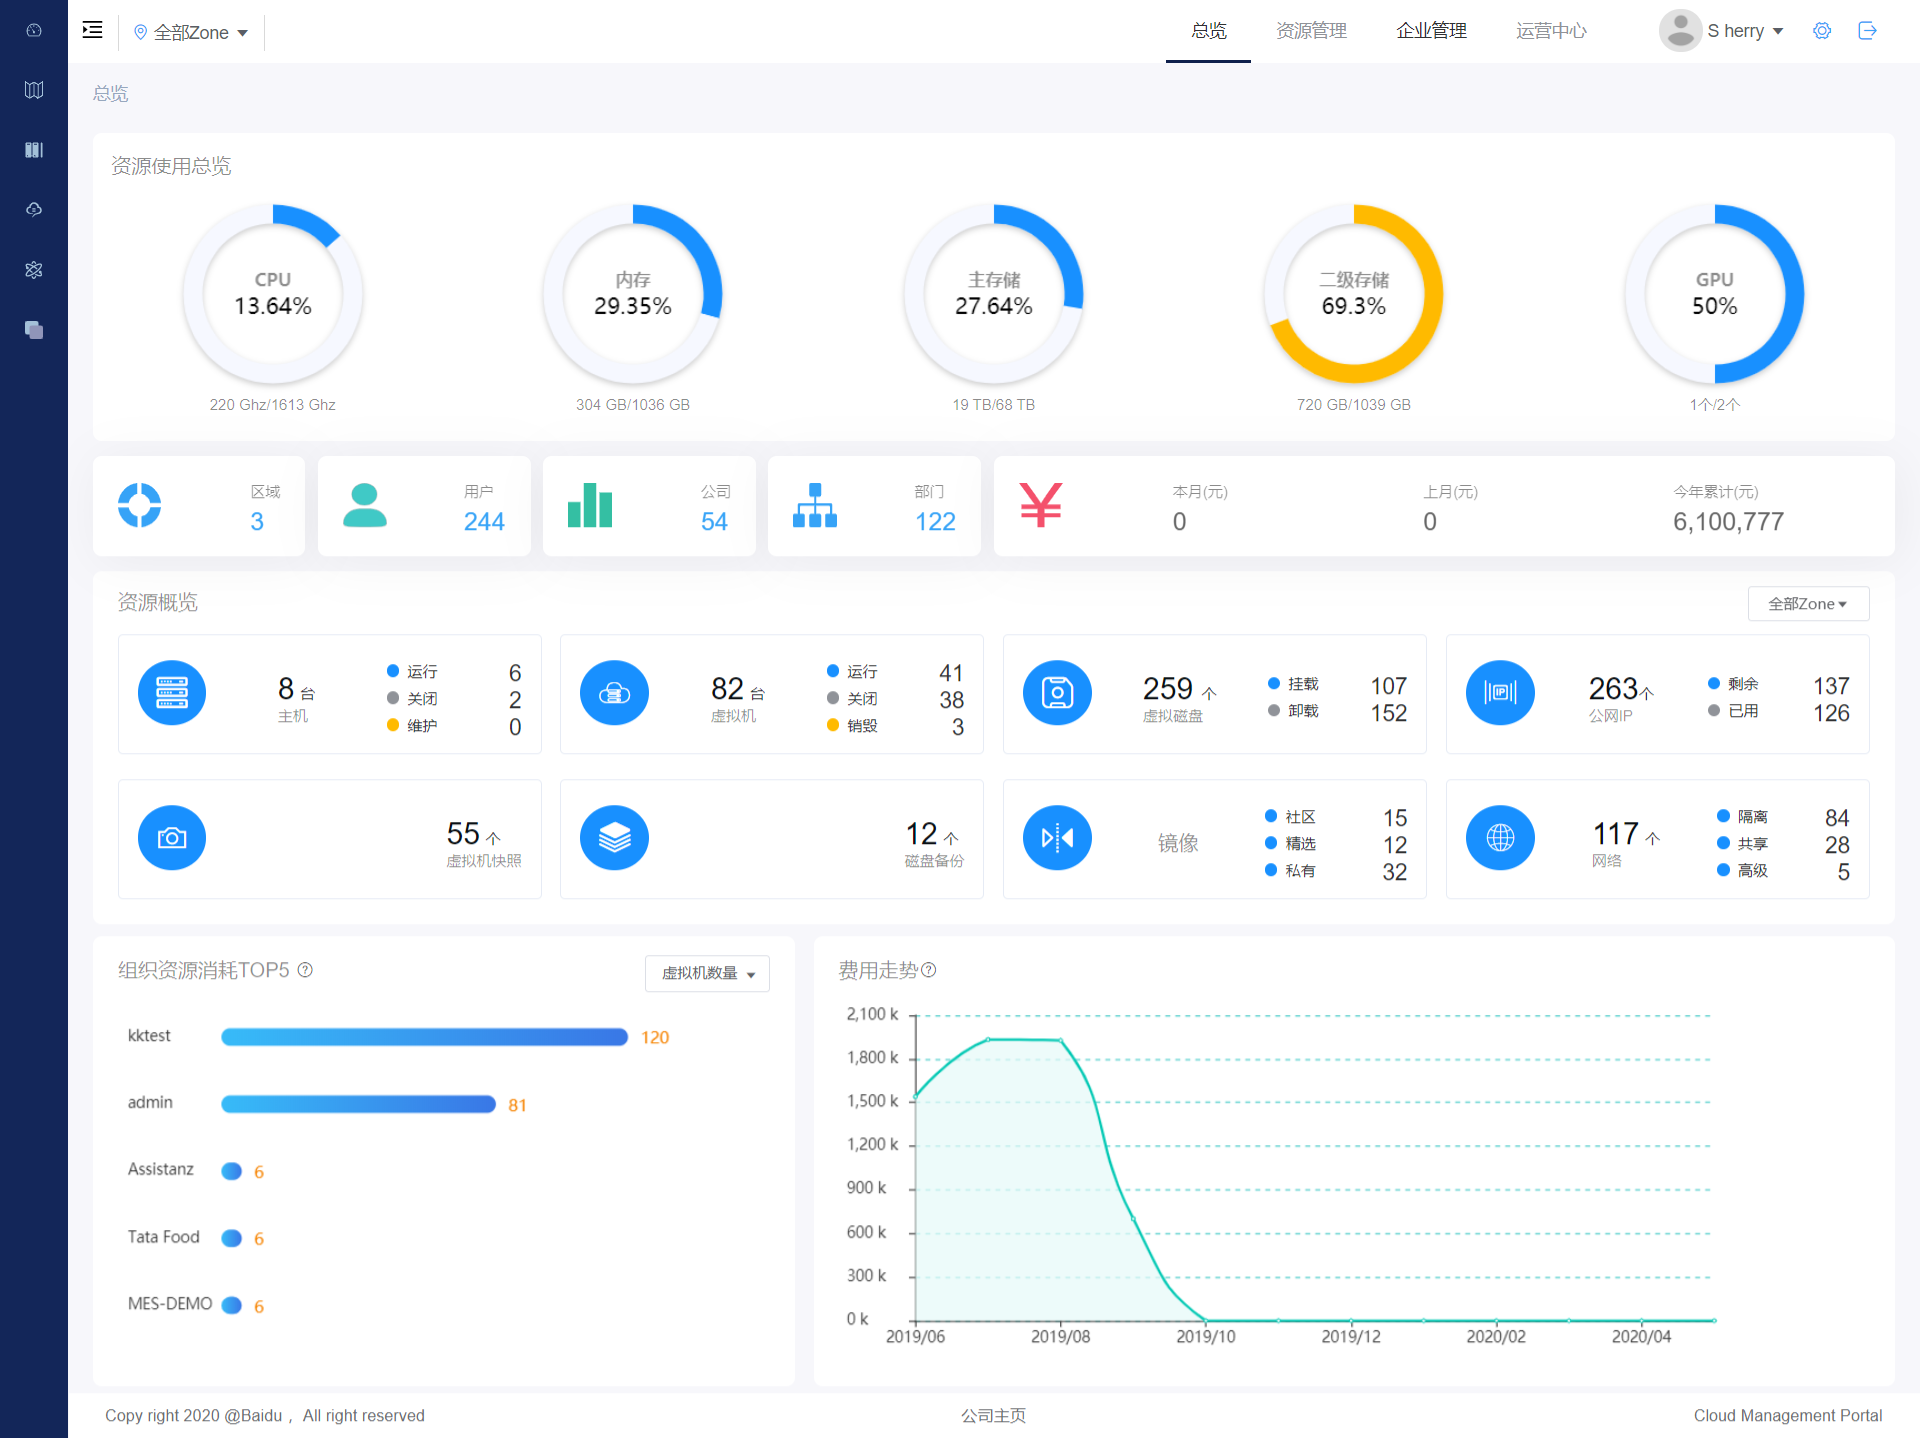 全部Zone
总览
资源管理
企业管理
运营中心
S herry
总览
资源使用总览
CPU
13.64%
220 Ghz/1613 Ghz
内存
29.35%
304 GB/1036 GB
主存储
27.64%
19 TB/68 TB
二级存储
69.3%
720 GB/1039 GB
GPU
50%
1个/2个
区域
3
用户
244
公司
54
部门
122
本月(元)
0
上月(元)
0
今年累计(元)
6,100,777
资源概览
全部Zone
8 台
主机
运行 6
关闭 2
维护 0
82 台
虚拟机
运行 41
关闭 38
销毁 3
259 个
虚拟磁盘
挂载 107
卸载 152
IP
263个
公网IP
剩余 137
已用 126
55 个
虚拟机快照
12 个
磁盘备份
镜像
社区 15
精选 12
私有 32
117 个
网络
隔离 84
共享 28
高级 5
组织资源消耗TOP5
虚拟机数量
kktest 120
admin 81
Assistanz 6
Tata Food 6
MES-DEMO 6
费用走势
2,100 k
1,800 k
1,500 k
1,200 k
900 k
600 k
300 k
0 k
2019/06 2019/08 2019/10 2019/12 2020/02 2020/04
Copy right 2020 @Baidu ，All right reserved
公司主页
Cloud Management Portal